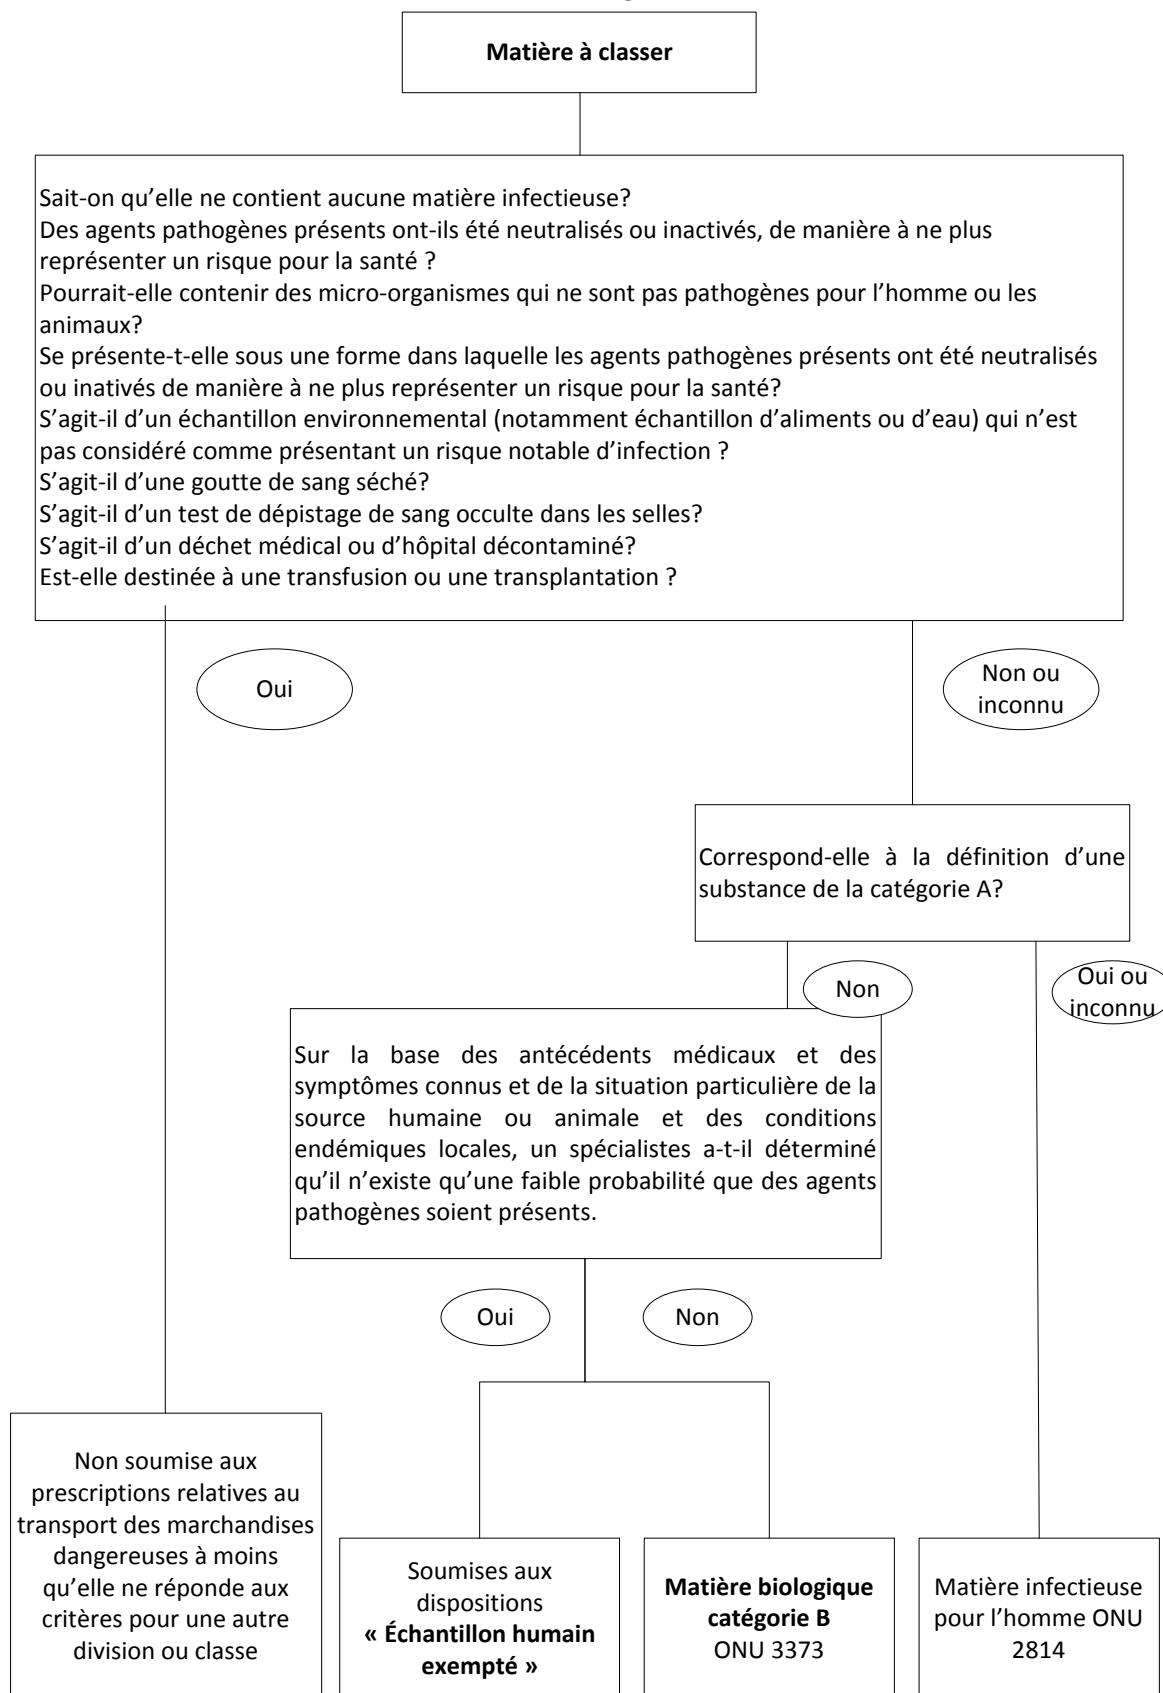 Matière à classer
Sait-on qu'elle ne contient aucune matière infectieuse?
Des agents pathogènes présents ont-ils été neutralisés ou inactivés, de manière à ne plus
représenter un risque pour la santé ?
Pourrait-elle contenir des micro-organismes qui ne sont pas pathogènes pour l'homme ou les
animaux?
Se présente-t-elle sous une forme dans laquelle les agents pathogènes présents ont été neutralisés
ou inativés de manière à ne plus représenter un risque pour la santé?
S'agit-il d'un échantillon environnemental (notamment échantillon d'aliments ou d'eau) qui n'est
pas considéré comme présentant un risque notable d'infection ?
S'agit-il d'une goutte de sang séché?
S'agit-il d'un test de dépistage de sang occulte dans les selles?
S'agit-il d'un déchet médical ou d'hôpital décontaminé?
Est-elle destinée à une transfusion ou une transplantation ?
Oui
Non ou
inconnu
Correspond-elle à la définition d'une
substance de la catégorie A?
Non
Oui ou
inconnu
Sur la base des antécédents médicaux et des
symptômes connus et de la situation particulière de la
source humaine ou animale et des conditions
endémiques locales, un spécialistes a-t-il déterminé
qu'il n'existe qu'une faible probabilité que des agents
pathogènes soient présents.
Oui
Non
Non soumise aux
prescriptions relatives au
transport des marchandises
dangereuses à moins
qu'elle ne réponde aux
critères pour une autre
division ou classe
Soumises aux
dispositions
« Échantillon humain
exempté »
Matière biologique
catégorie B
ONU 3373
Matière infectieuse
pour l'homme ONU
2814